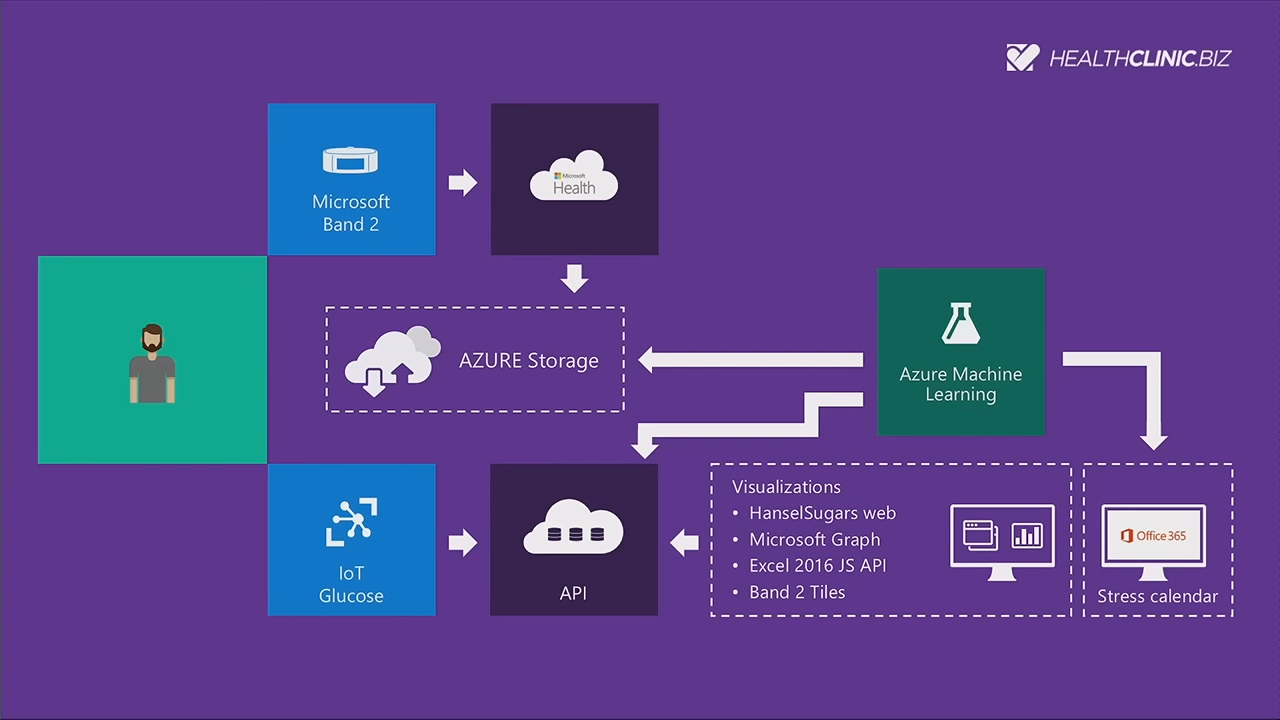 HEALTHCLINIC.BIZ
Microsoft
Band 2
Microsoft
Health
AZURE Storage
Azure Machine
Learning
IoT
Glucose
API
Visualizations
• HanselSugars web
• Microsoft Graph
• Excel 2016 JS API
• Band 2 Tiles
Office 365
Stress calendar